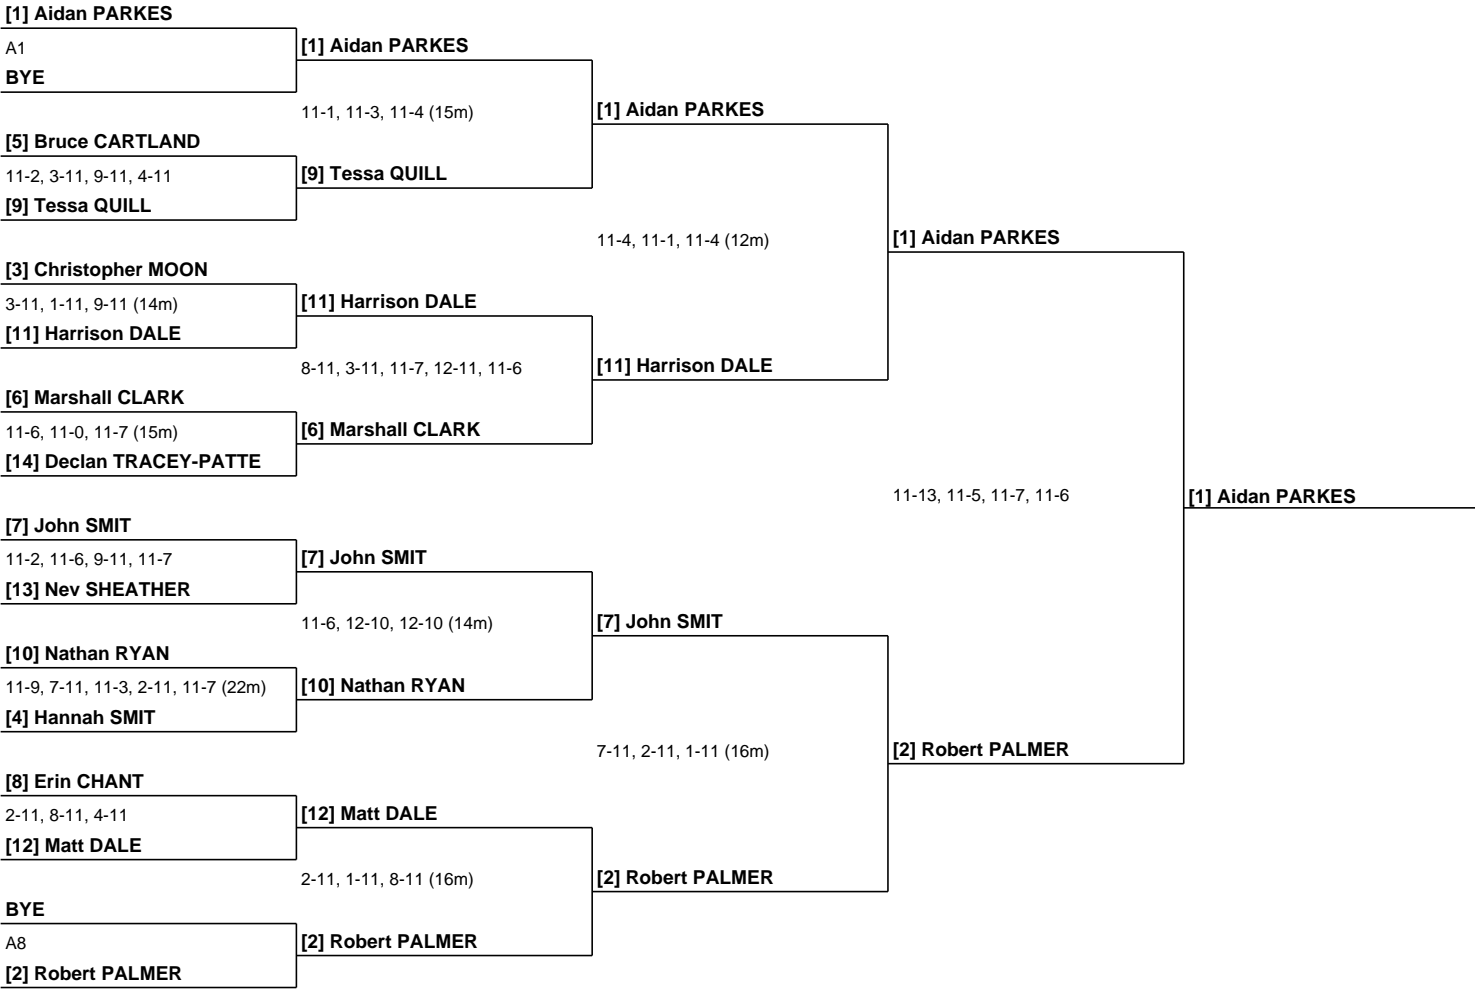 [1] Aidan PARKES
A1
[1] Aidan PARKES
BYE
11-1, 11-3, 11-4 (15m)
[1] Aidan PARKES
[5] Bruce CARTLAND
11-2, 3-11, 9-11, 4-11
[9] Tessa QUILL
[9] Tessa QUILL
11-4, 11-1, 11-4 (12m)
[1] Aidan PARKES
[3] Christopher MOON
3-11, 1-11, 9-11 (14m)
[11] Harrison DALE
[11] Harrison DALE
8-11, 3-11, 11-7, 12-11, 11-6
[11] Harrison DALE
[6] Marshall CLARK
11-6, 11-0, 11-7 (15m)
[6] Marshall CLARK
[14] Declan TRACEY-PATTE
11-13, 11-5, 11-7, 11-6
[1] Aidan PARKES
[7] John SMIT
11-2, 11-6, 9-11, 11-7
[7] John SMIT
[13] Nev SHEATHER
11-6, 12-10, 12-10 (14m)
[7] John SMIT
[10] Nathan RYAN
11-9, 7-11, 11-3, 2-11, 11-7 (22m)
[10] Nathan RYAN
[4] Hannah SMIT
7-11, 2-11, 1-11 (16m)
[2] Robert PALMER
[8] Erin CHANT
2-11, 8-11, 4-11
[12] Matt DALE
[12] Matt DALE
2-11, 1-11, 8-11 (16m)
[2] Robert PALMER
BYE
A8
[2] Robert PALMER
[2] Robert PALMER